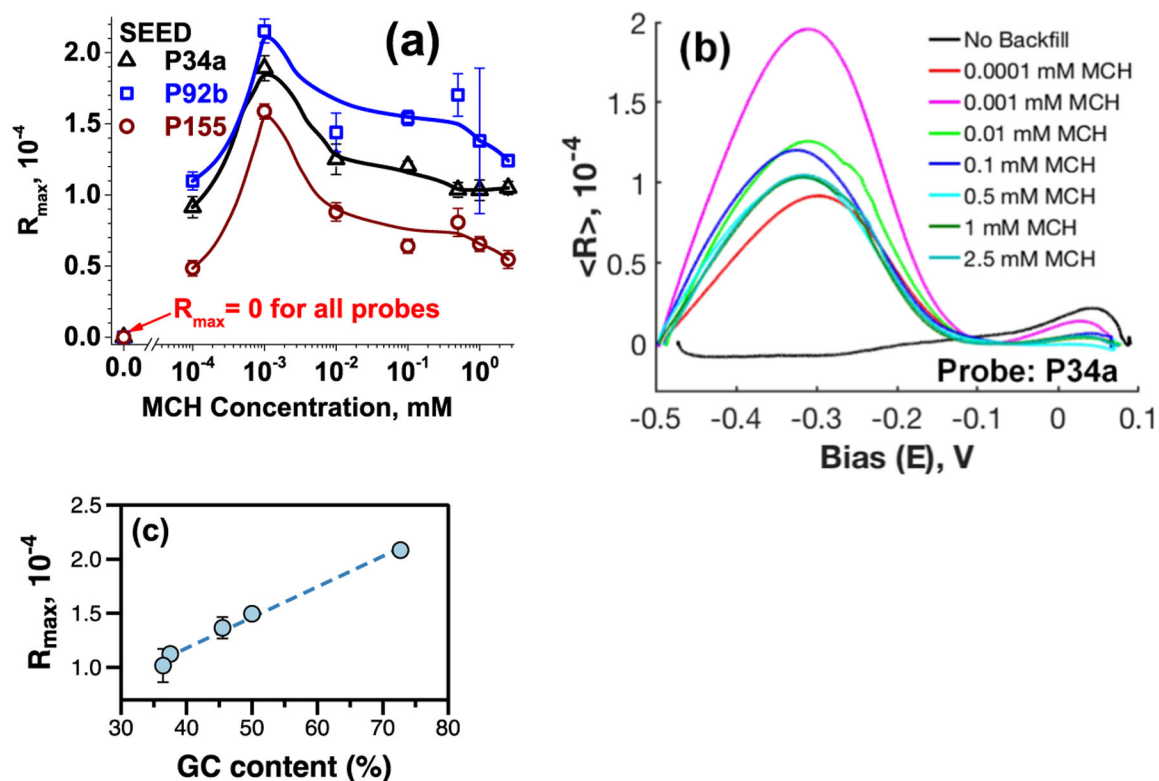 (a)
SEED
P34a
P92b
P155
R_max, 10^-4
2.0
1.5
1.0
0.5
0.0
R_max = 0 for all probes
0.0 10^-4 10^-3 10^-2 10^-1 10^0
MCH Concentration, mM
(b)
No Backfill
0.0001 mM MCH
0.001 mM MCH
0.01 mM MCH
0.1 mM MCH
0.5 mM MCH
1 mM MCH
2.5 mM MCH
<R>, 10^-4
2
1.5
1
0.5
0
Probe: P34a
-0.5 -0.4 -0.3 -0.2 -0.1 0 0.1
Bias (E), V
(c)
R_max, 10^-4
2.5
2.0
1.5
1.0
30 40 50 60 70 80
GC content (%)